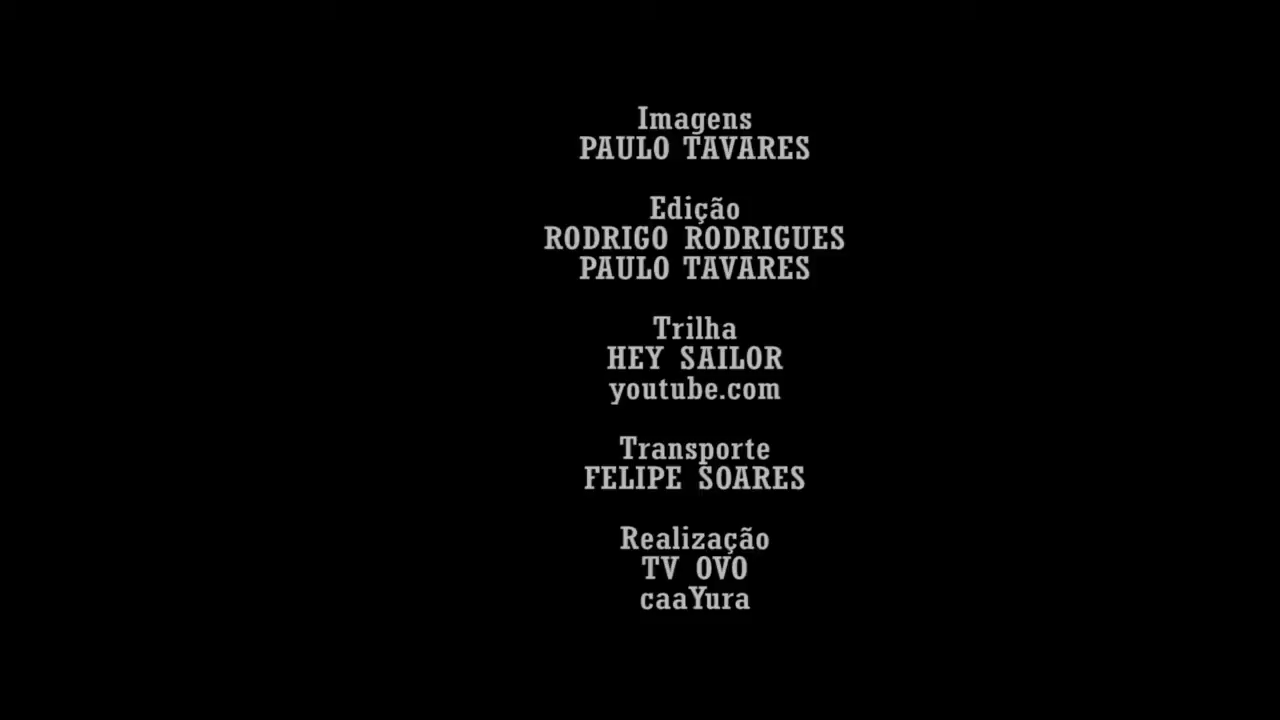 Imagens
PAULO TAVARES
Edição
RODRIGO RODRIGUES
PAULO TAVARES
Trilha
HEY SAILOR
youtube.com
Transporte
FELIPE SOARES
Realização
TV OVO
caaYura